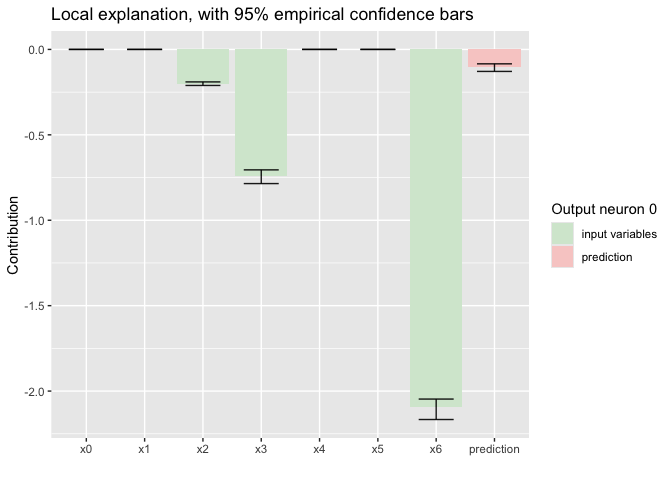 Local explanation, with 95% empirical confidence bars
Contribution
0.0
-0.5
-1.0
-1.5
-2.0
x0 x1 x2 x3 x4 x5 x6 prediction
Output neuron 0
input variables
prediction